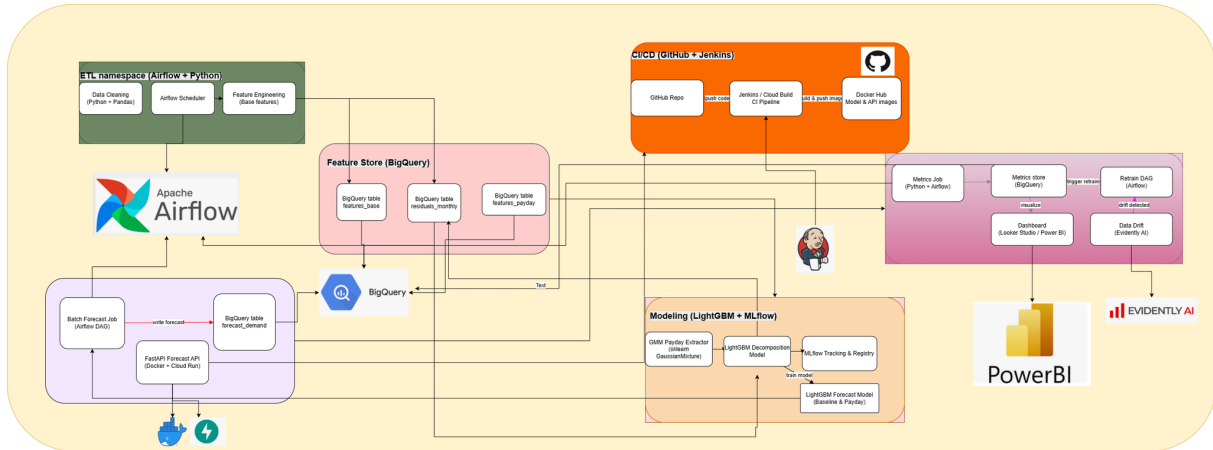 ETL namespace (Airflow + Python)
Data Cleaning
(Python + Pandas)
Airflow Scheduler
Feature Engineering
(Base features)
Apache
Airflow
CI/CD (GitHub + Jenkins)
GitHub Repo
push code
Jenkins / Cloud Build
CI Pipeline
build & push image
Docker Hub
Model & API images
Feature Store (BigQuery)
BigQuery table
features_base
BigQuery table
residuals_monthly
BigQuery table
features_payday
BigQuery
Text
Metrics Job
(Python + Airflow)
Metrics store
(BigQuery)
trigger retrain
Retrain DAG
(Airflow)
visualize
drift detected
Dashboard
(Looker Studio / Power BI)
Data Drift
(Evidently AI)
PowerBI
EVIDENTLY AI
Batch Forecast Job
(Airflow DAG)
write forecast
BigQuery table
forecast_demand
FastAPI Forecast API
(Docker + Cloud Run)
Modeling (LightGBM + MLflow)
GMM Payday Extractor
(sklearn
GaussianMixture)
LightGBM Decomposition
Model
MLflow Tracking & Registry
train model
LightGBM Forecast Model
(Baseline & Payday)